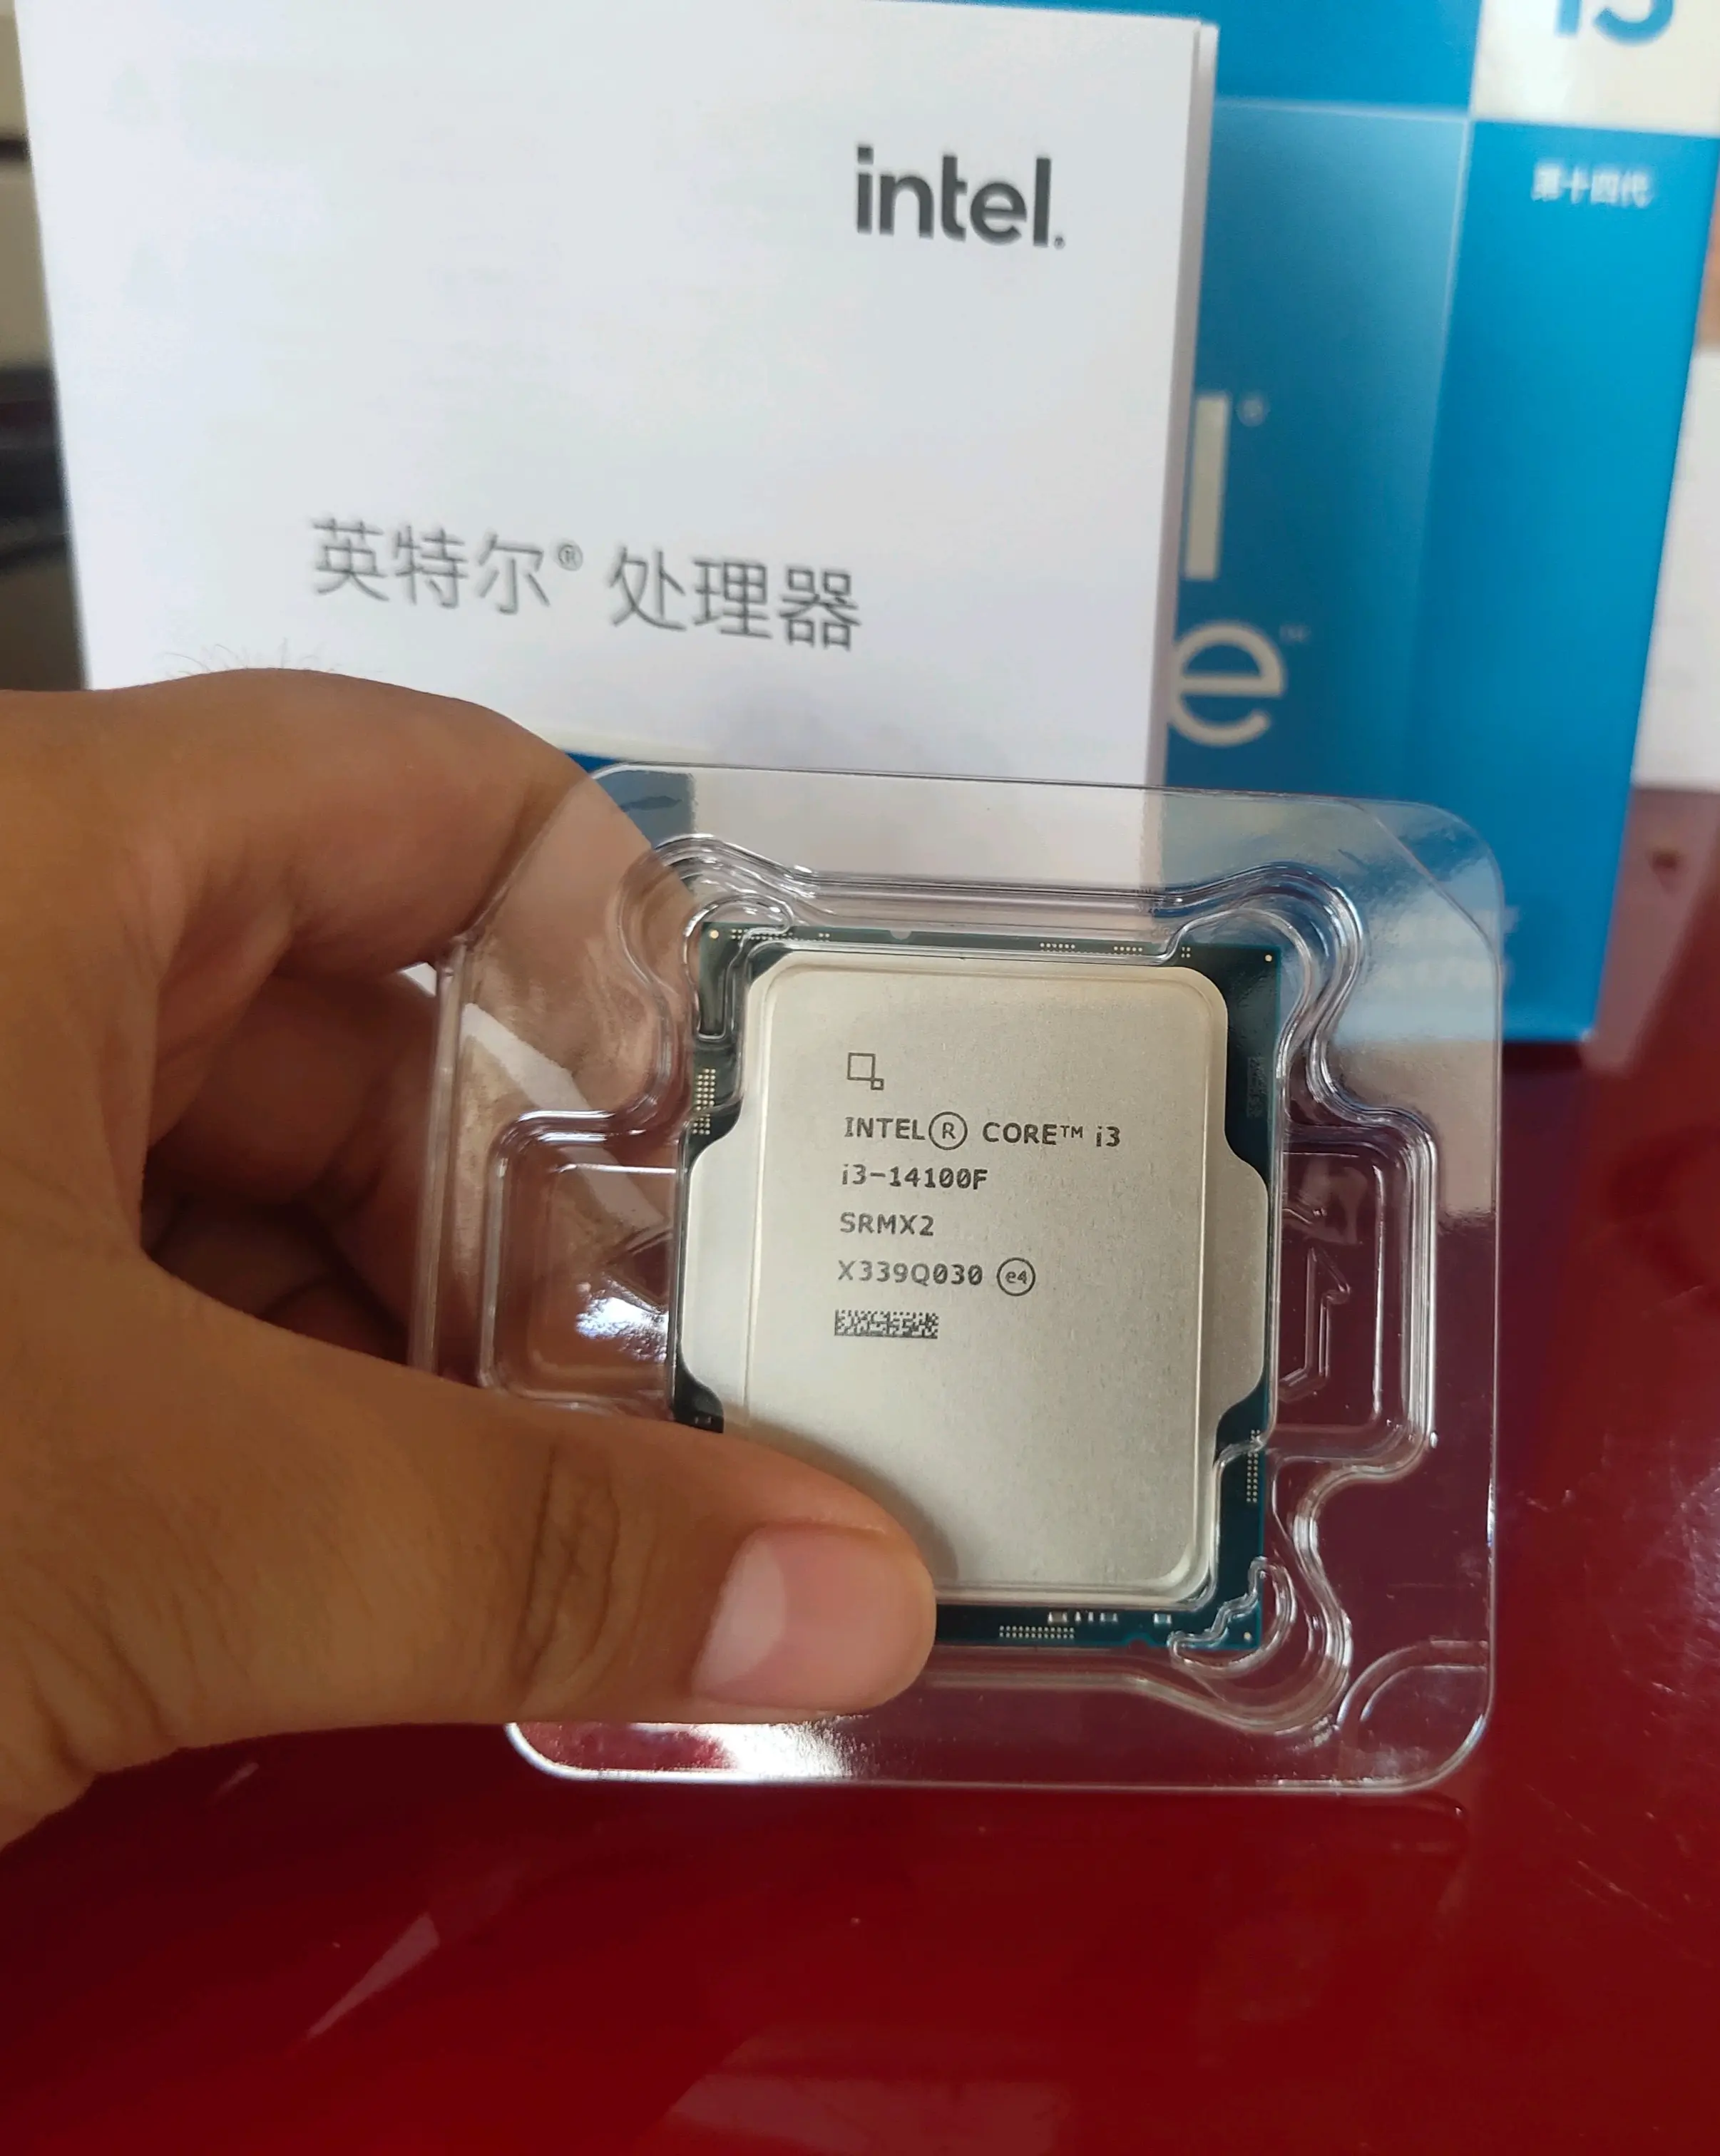 intel.
英特尔® 处理器
第十四代
e™
INTEL® CORE™ i3
i3-14100F
SRMX2
X339Q030 e4